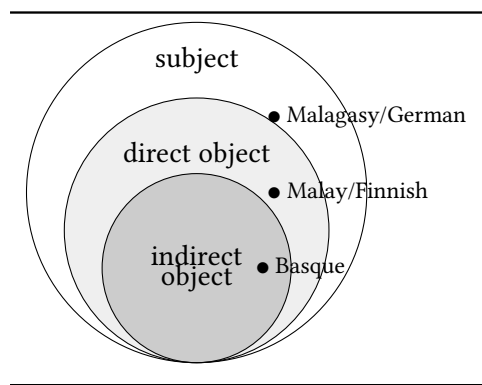 subject
Malagasy/German
direct object
Malay/Finnish
indirect
object
Basque